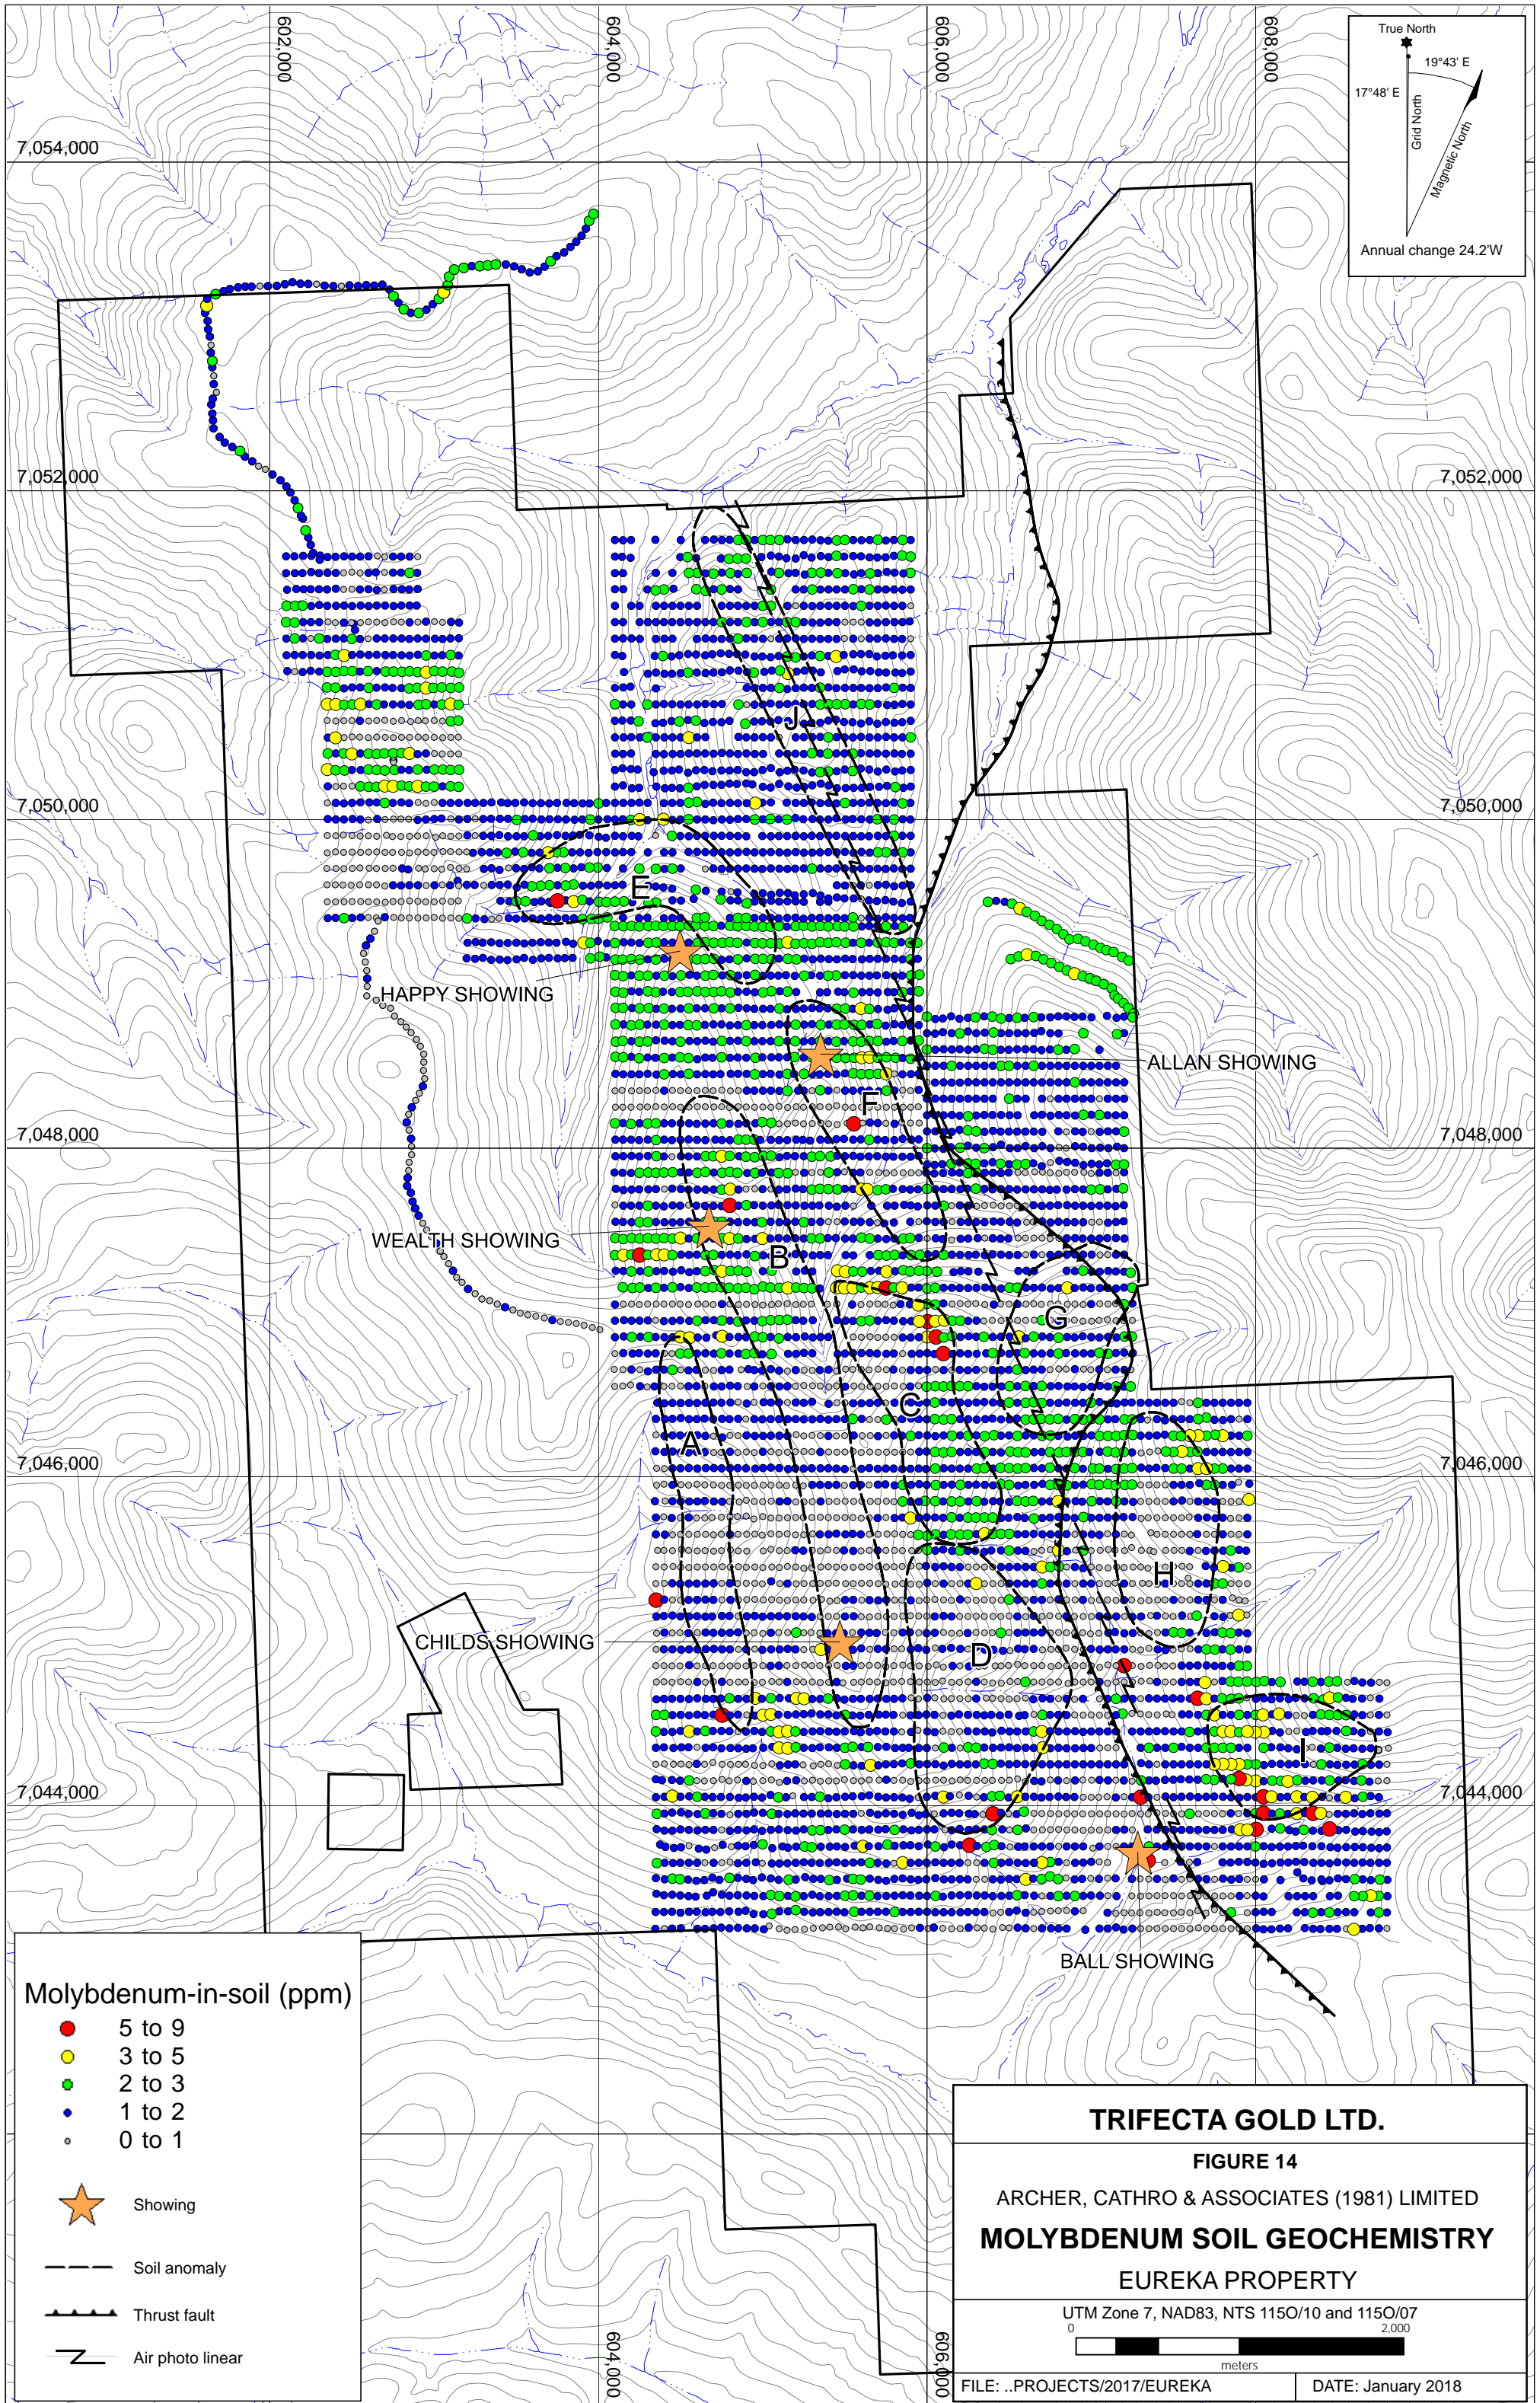 602,000
604,000
606,000
608,000
True North
19°43' E
17°48' E
Grid North
Magnetic North
Annual change 24.2'W
7,054,000
7,052,000
7,052,000
7,050,000
7,050,000
J
E
HAPPY SHOWING
ALLAN SHOWING
F
7,048,000
7,048,000
WEALTH SHOWING
B
G
C
A
7,046,000
7,046,000
H
CHILDS SHOWING
D
I
7,044,000
7,044,000
BALL SHOWING
Molybdenum-in-soil (ppm)
5 to 9
3 to 5
2 to 3
1 to 2
0 to 1
Showing
Soil anomaly
Thrust fault
Air photo linear
604,000
606,000
TRIFECTA GOLD LTD.
FIGURE 14
ARCHER, CATHRO & ASSOCIATES (1981) LIMITED
MOLYBDENUM SOIL GEOCHEMISTRY
EUREKA PROPERTY
UTM Zone 7, NAD83, NTS 115O/10 and 115O/07
0 2,000
meters
FILE: ..PROJECTS/2017/EUREKA DATE: January 2018